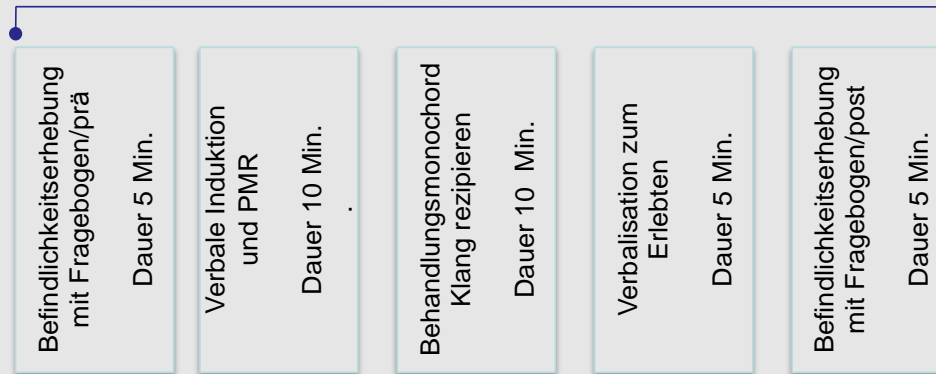 Befindlichkeitserhebung
mit Fragebogen/prä
Dauer 5 Min.
Verbale Induktion
und PMR
Dauer 10 Min.
.
Behandlungsmonochord
Klang rezipieren
Dauer 10 Min.
Verbalisation zum
Erlebten
Dauer 5 Min.
Befindlichkeitserhebung
mit Fragebogen/post
Dauer 5 Min.